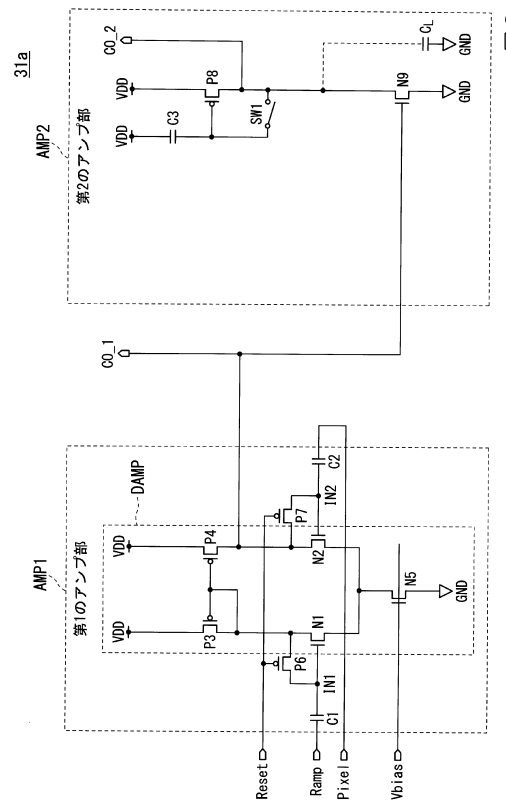 31a
AMP1
第1のアンプ部
DAMP
VDD
VDD
P3
P4
Reset
P6
P7
Ramp
C1
IN1
N1
N2
IN2
C2
Pixel
Vbias
N5
GND
CO_1
AMP2
第2のアンプ部
VDD
VDD
C3
P8
CO_2
SW1
CL
GND
N9
GND